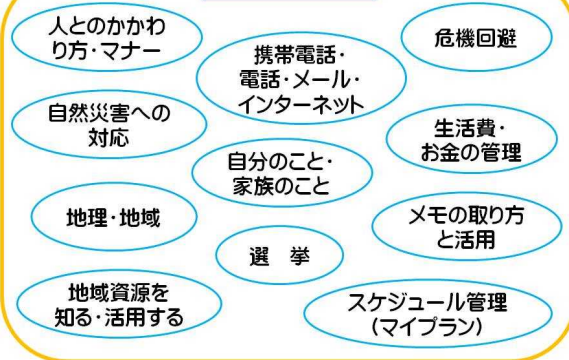 人とのかかわ
り方・マナー
携帯電話・
電話・メール・
インターネット
危機回避
自然災害への
対応
自分のこと・
家族のこと
生活費・
お金の管理
地理・地域
選　挙
メモの取り方
と活用
地域資源を
知る・活用する
スケジュール管理
（マイプラン）